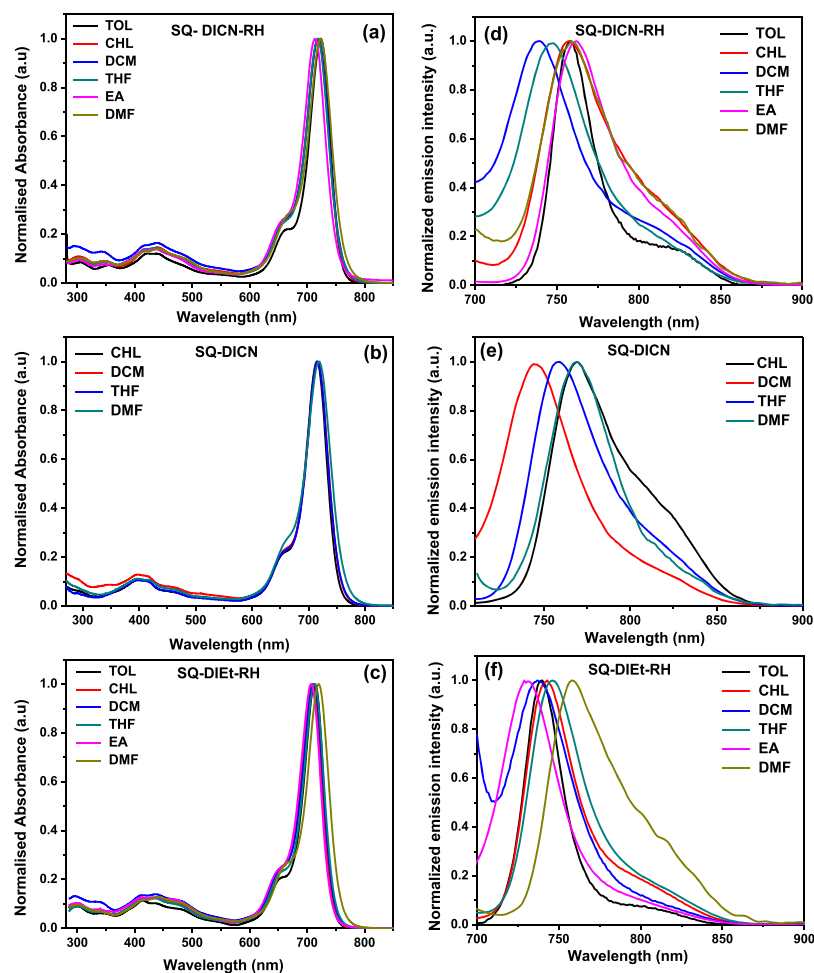 SQ- DICN-RH
(a)
TOL
CHL
DCM
THF
EA
DMF
Normalised Absorbance (a.u)
1.0
0.8
0.6
0.4
0.2
0.0
300 400 500 600 700 800
Wavelength (nm)
(d)
SQ-DICN-RH
TOL
CHL
DCM
THF
EA
DMF
Normalized emission intensity (a.u.)
1.0
0.8
0.6
0.4
0.2
0.0
700 750 800 850 900
Wavelength (nm)
SQ-DICN
(b)
CHL
DCM
THF
DMF
Normalised Absorbance (a.u)
1.0
0.8
0.6
0.4
0.2
0.0
300 400 500 600 700 800
Wavelength (nm)
(e)
SQ-DICN
CHL
DCM
THF
DMF
Normalized emission intensity (a.u.)
1.0
0.8
0.6
0.4
0.2
0.0
750 800 850 900
Wavelength (nm)
SQ-DIEt-RH
(c)
TOL
CHL
DCM
THF
EA
DMF
Normalised Absorbance (a.u)
1.0
0.8
0.6
0.4
0.2
0.0
300 400 500 600 700 800
Wavelength (nm)
(f)
SQ-DIEt-RH
TOL
CHL
DCM
THF
EA
DMF
Normalized emission intensity (a.u.)
1.0
0.8
0.6
0.4
0.2
0.0
700 750 800 850 900
Wavelength (nm)